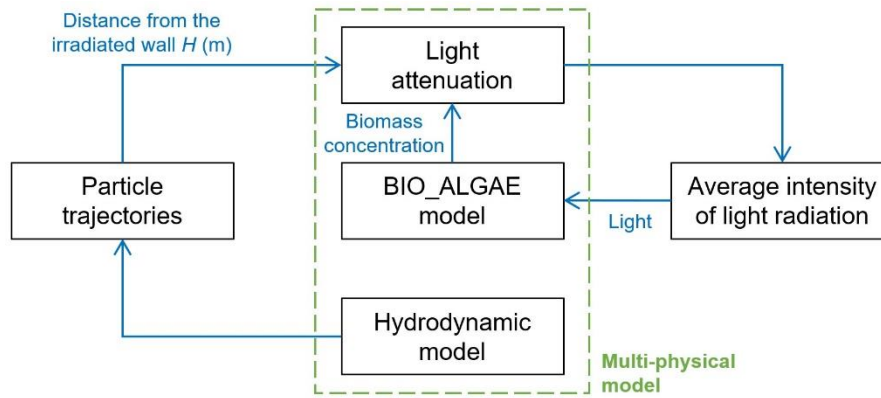 Distance from the
irradiated wall H (m)
Light
attenuation
Biomass
concentration
Particle
trajectories
BIO_ALGAE
model
Average intensity
of light radiation
Light
Hydrodynamic
model
Multi-physical
model